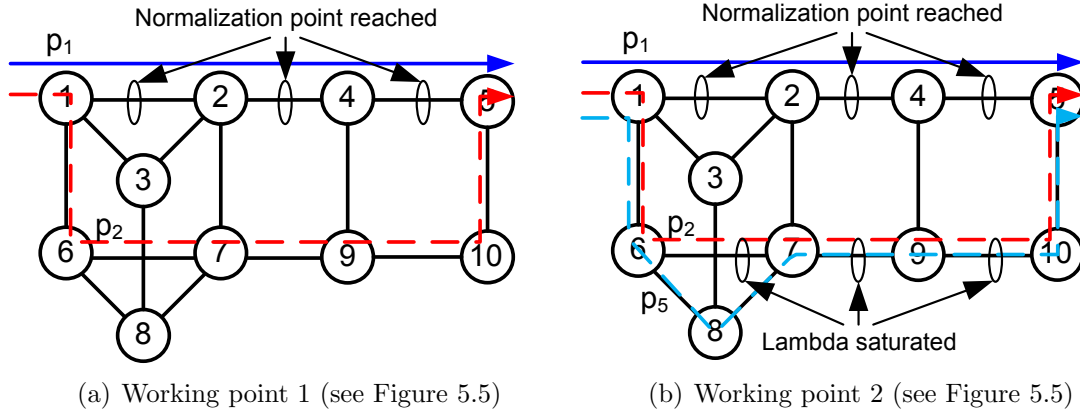 Normalization point reached
p1
1
2
4
5
3
p2
6
7
9
10
8
(a) Working point 1 (see Figure 5.5)
Normalization point reached
p1
1
2
4
5
3
p2
6
7
9
10
p5
8
Lambda saturated
(b) Working point 2 (see Figure 5.5)